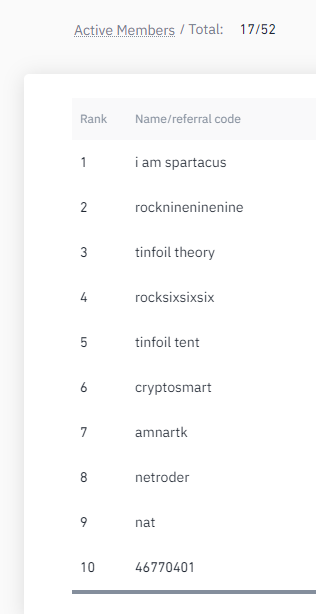 Active Members / Total: 17/52
Rank Name/referral code
1 i am spartacus
2 rocknineninenine
3 tinfoil theory
4 rocksixsixsix
5 tinfoil tent
6 cryptosmart
7 amnartk
8 netroder
9 nat
10 46770401